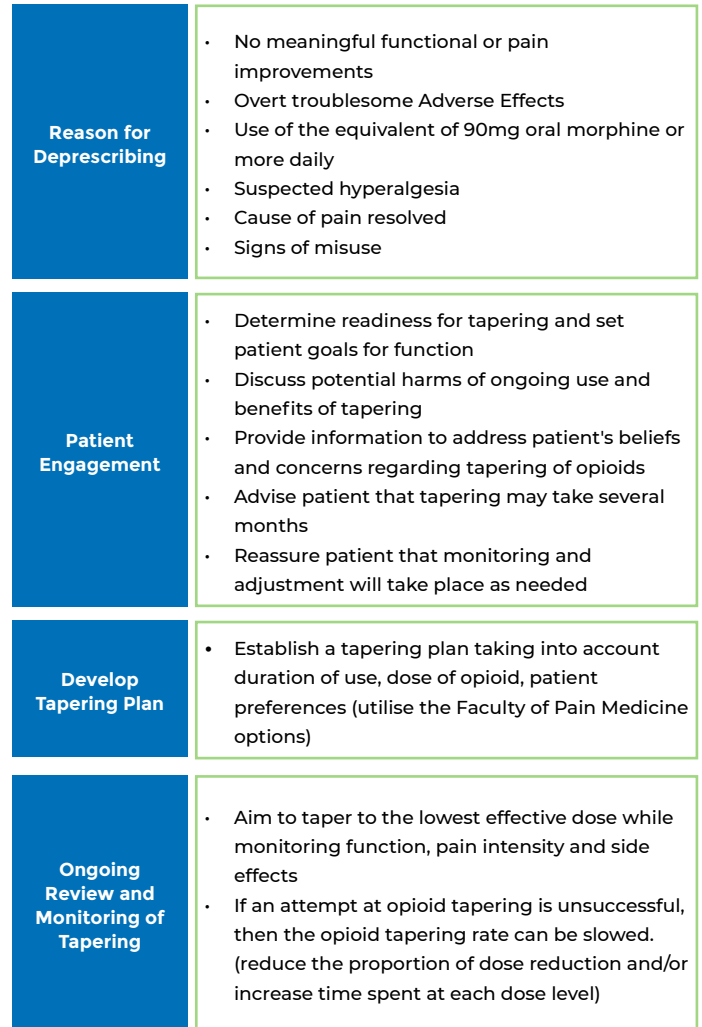 Reason for
Deprescribing
• No meaningful functional or pain
improvements
• Overt troublesome Adverse Effects
• Use of the equivalent of 90mg oral morphine or
more daily
• Suspected hyperalgesia
• Cause of pain resolved
• Signs of misuse
Patient
Engagement
• Determine readiness for tapering and set
patient goals for function
• Discuss potential harms of ongoing use and
benefits of tapering
• Provide information to address patient's beliefs
and concerns regarding tapering of opioids
• Advise patient that tapering may take several
months
• Reassure patient that monitoring and
adjustment will take place as needed
Develop
Tapering Plan
• Establish a tapering plan taking into account
duration of use, dose of opioid, patient
preferences (utilise the Faculty of Pain Medicine
options)
Ongoing
Review and
Monitoring of
Tapering
• Aim to taper to the lowest effective dose while
monitoring function, pain intensity and side
effects
• If an attempt at opioid tapering is unsuccessful,
then the opioid tapering rate can be slowed.
(reduce the proportion of dose reduction and/or
increase time spent at each dose level)